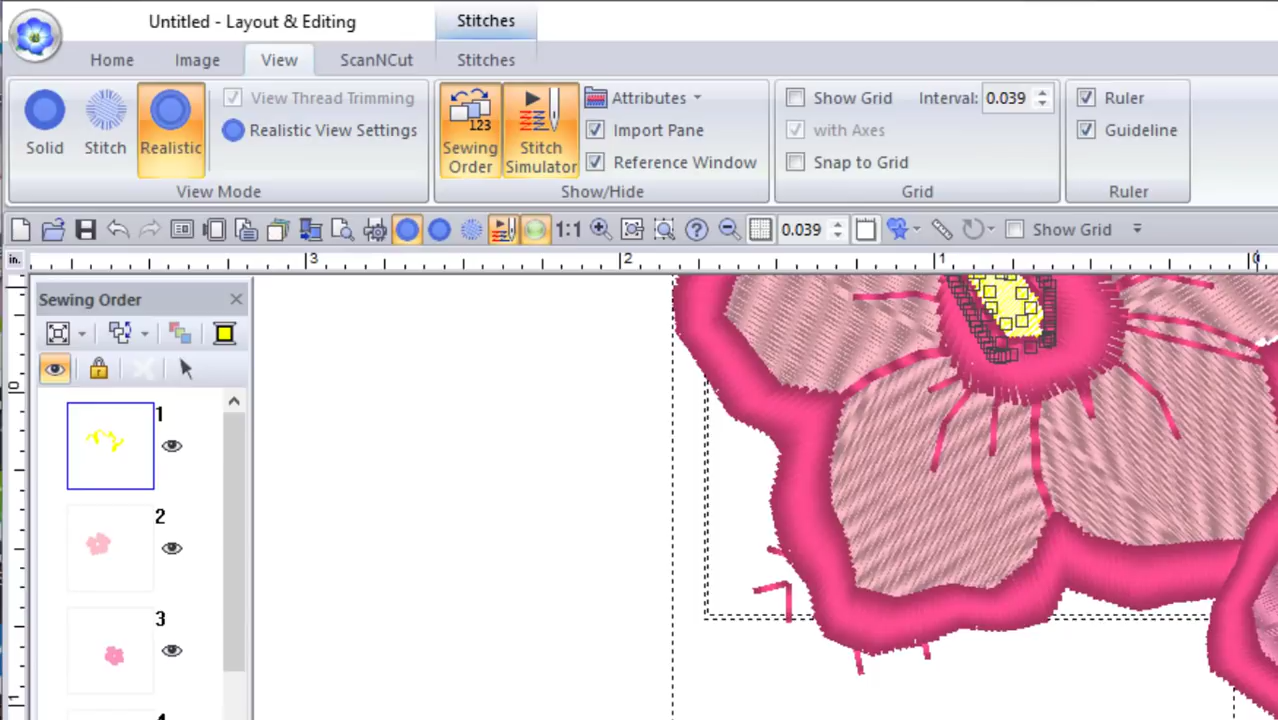 Untitled - Layout & Editing
Stitches
Home Image View ScanNCut Stitches
View Thread Trimming Attributes Show Grid Interval: 0.039 Ruler
Realistic View Settings 123 Import Pane with Axes Guideline
Solid Stitch Realistic Sewing Order Stitch Simulator Reference Window Snap to Grid
View Mode Show/Hide Grid Ruler
1:1 0.039 Show Grid
in. 3 2 1 0
Sewing Order
0
1
2
3
1